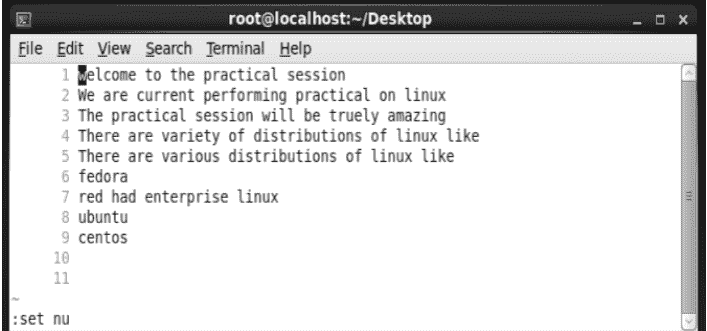 root@localhost:~/Desktop
File Edit View Search Terminal Help
1 Welcome to the practical session
2 We are current performing practical on linux
3 The practical session will be truely amazing
4 There are variety of distributions of linux like
5 There are various distributions of linux like
6 fedora
7 red had enterprise linux
8 ubuntu
9 centos
10
11
~
:set nu